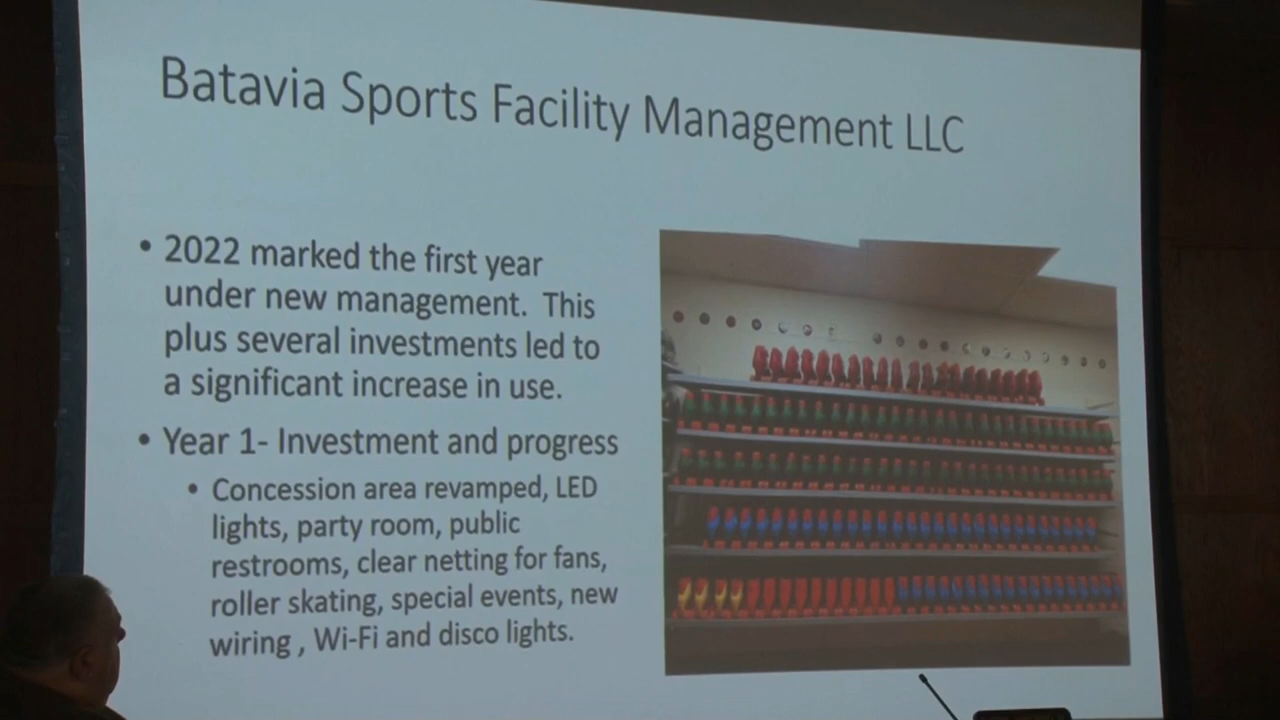 Batavia Sports Facility Management LLC
• 2022 marked the first year
under new management.  This
plus several investments led to
a significant increase in use.
• Year 1- Investment and progress
• Concession area revamped, LED
lights, party room, public
restrooms, clear netting for fans,
roller skating, special events, new
wiring , Wi-Fi and disco lights.